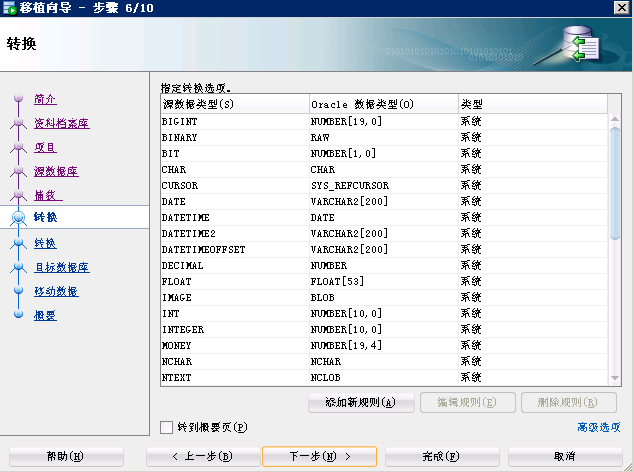 移植向导 - 步骤 6/10
转换
简介
资料档案库
项目
源数据库
捕获
转换
转换
目标数据库
移动数据
概要
指定转换选项。
源数据类型(S) Oracle 数据类型(O) 类型
BIGINT NUMBER[19,0] 系统
BINARY RAW 系统
BIT NUMBER[1,0] 系统
CHAR CHAR 系统
CURSOR SYS_REFCURSOR 系统
DATE VARCHAR2[200] 系统
DATETIME DATE 系统
DATETIME2 VARCHAR2[200] 系统
DATETIMEOFFSET VARCHAR2[200] 系统
DECIMAL NUMBER 系统
FLOAT FLOAT[53] 系统
IMAGE BLOB 系统
INT NUMBER[10,0] 系统
INTEGER NUMBER[10,0] 系统
MONEY NUMBER[19,4] 系统
NCHAR NCHAR 系统
NTEXT NCLOB 系统
添加新规则(A) 编辑规则(E) 删除规则(R)
转到概要页(P) 高级选项
帮助(H) < 上一步(B) 下一步(N) > 完成(F) 取消